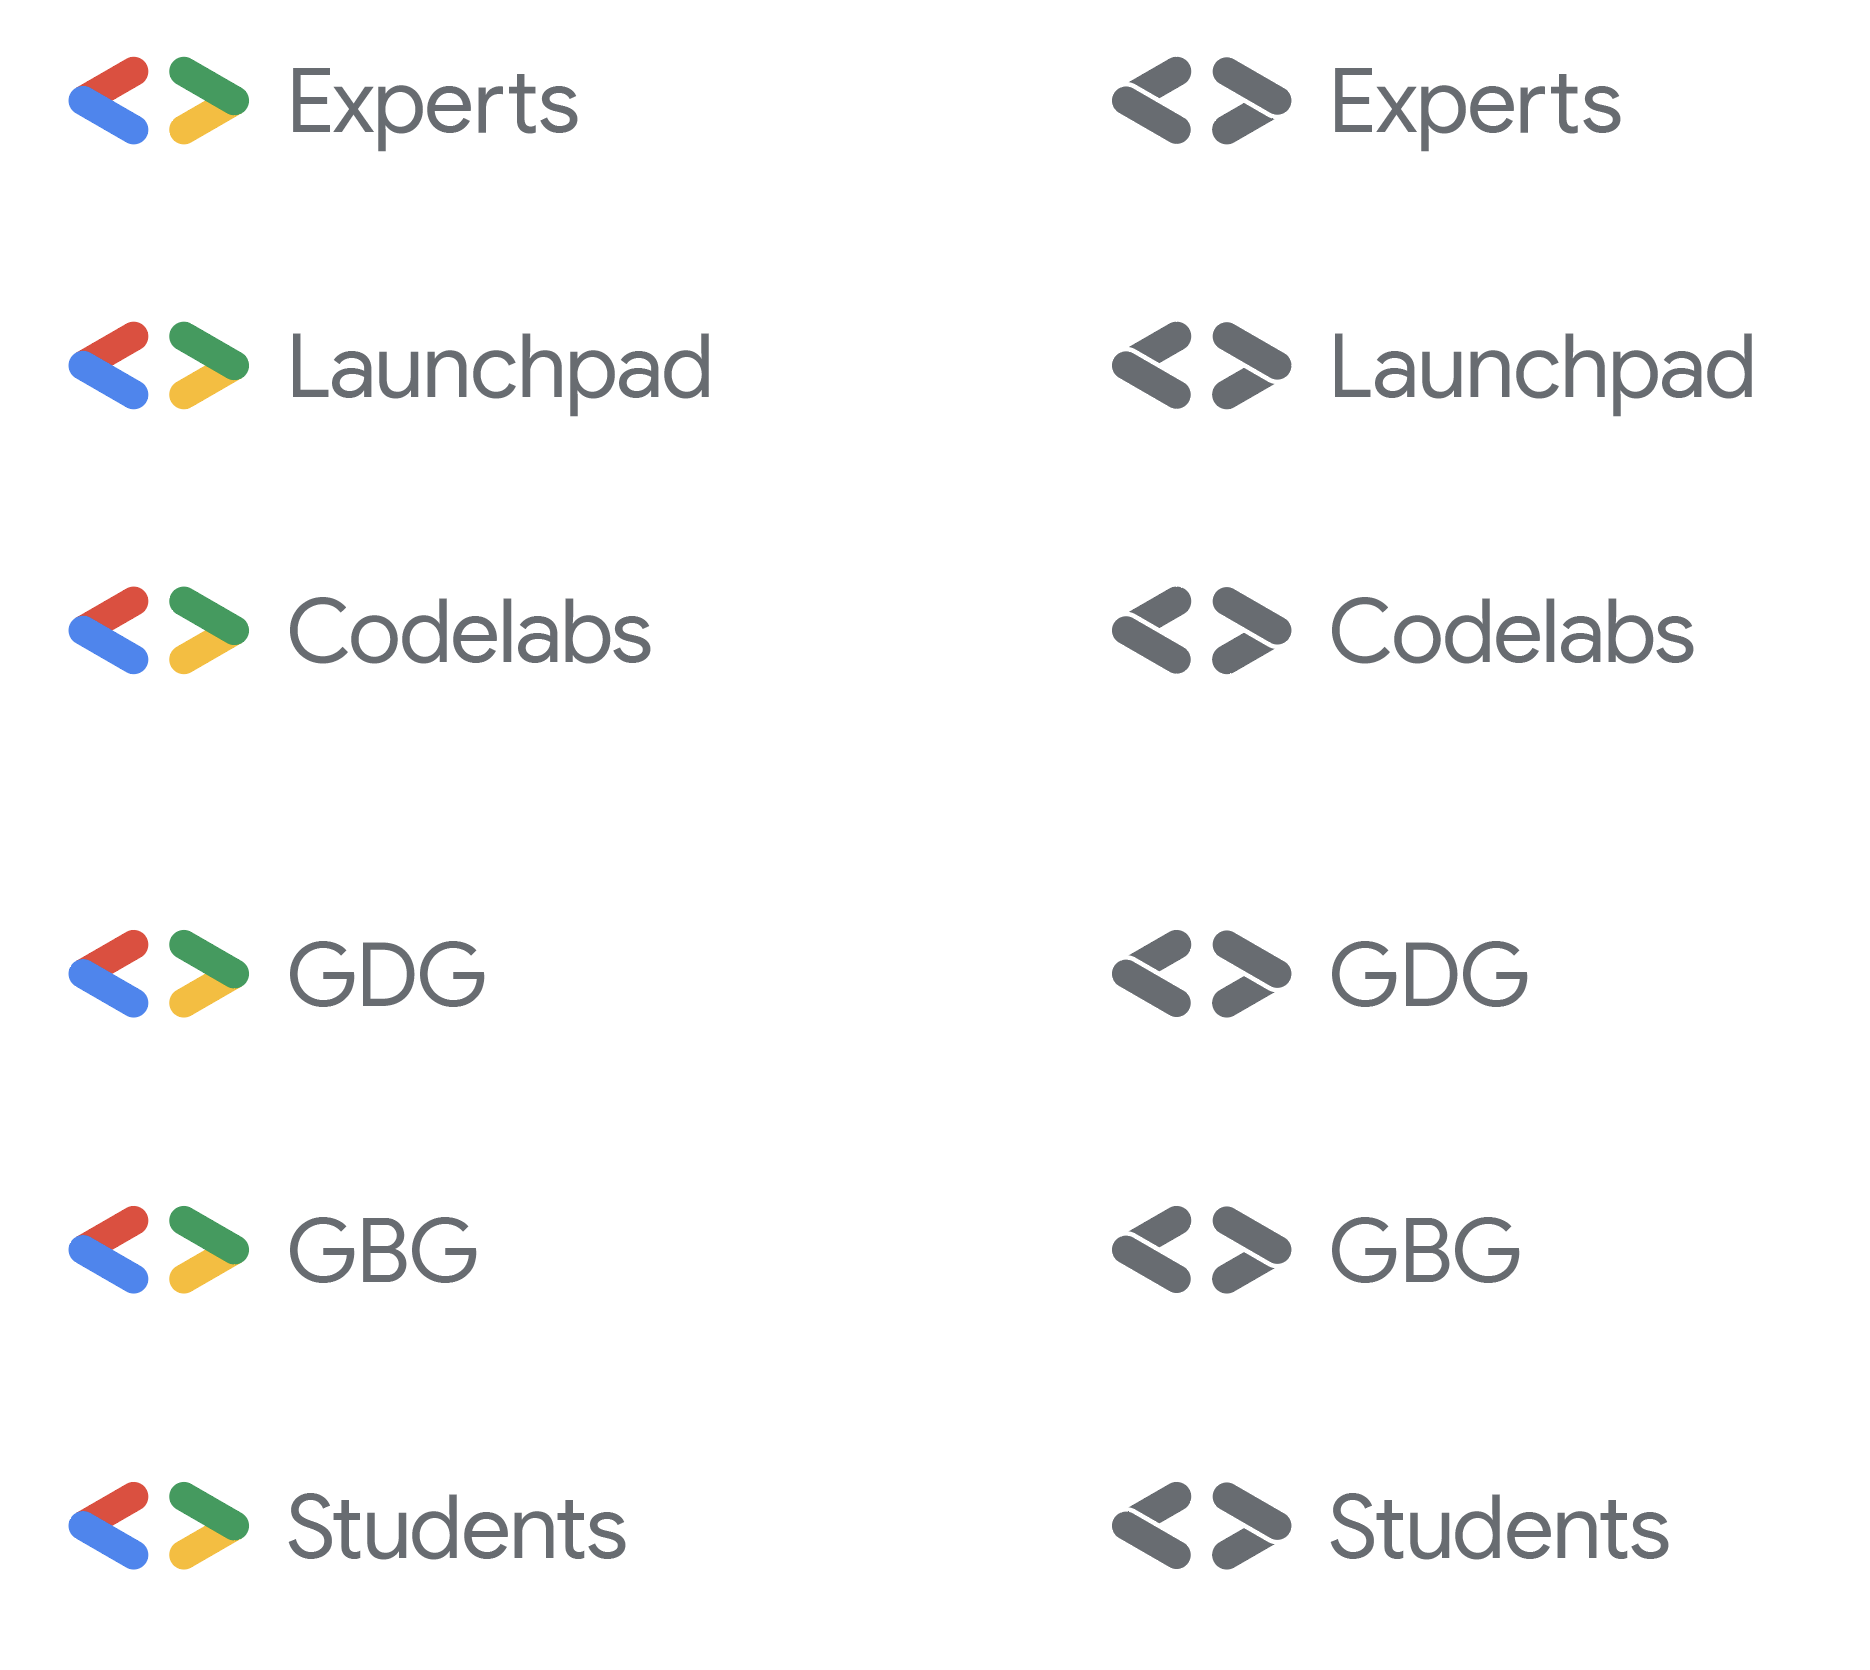 Experts Experts
Launchpad Launchpad
Codelabs Codelabs
GDG GDG
GBG GBG
Students Students